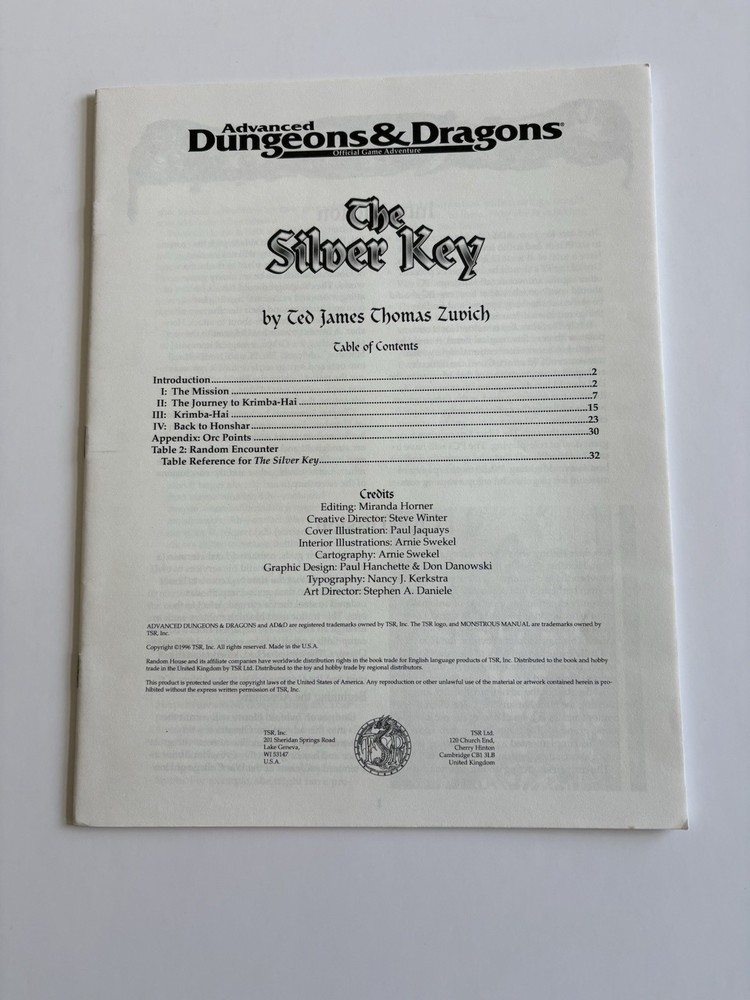 Advanced
Dungeons&Dragons®
Official Game Adventure
The
Silver Key
by Ted James Thomas Zuvich
Table of Contents
Introduction....................2
I: The Mission ....................2
II: The Journey to Krimba-Hai ....................7
III: Krimba-Hai ....................15
IV: Back to Honshar....................23
Appendix: Orc Points ....................30
Table 2: Random Encounter
Table Reference for The Silver Key....................32
Credits
Editing: Miranda Horner
Creative Director: Steve Winter
Cover Illustration: Paul Jaquays
Interior Illustrations: Arnie Swekel
Cartography: Arnie Swekel
Graphic Design: Paul Hanchette & Don Danowski
Typography: Nancy J. Kerkstra
Art Director: Stephen A. Daniele
ADVANCED DUNGEONS & DRAGONS and AD&D are registered trademarks owned by TSR, Inc. The TSR logo, and MONSTROUS MANUAL are trademarks owned by
TSR, Inc.
Copyright ©1996 TSR, Inc. All rights reserved. Made in the U.S.A.
Random House and its affiliate companies have worldwide distribution rights in the book trade for English language products of TSR, Inc. Distributed to the book and hobby
trade in the United Kingdom by TSR Ltd. Distributed to the toy and hobby trade by regional distributors.
This product is protected under the copyright laws of the United States of America. Any reproduction or other unlawful use of the material or artwork contained herein is pro-
hibited without the express written permission of TSR, Inc.
TSR, Inc.
201 Sheridan Springs Road
Lake Geneva,
WI 53147
U.S.A.
TSR
TSR Ltd.
120 Church End,
Cherry Hinton
Cambridge CB1 3LB
United Kingdom